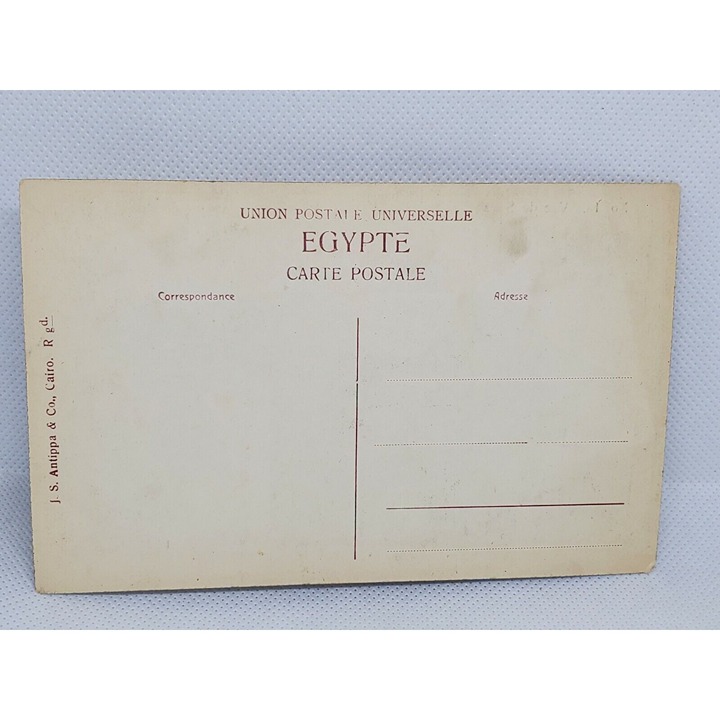 UNION POSTALE UNIVERSELLE
EGYPTE
CARTE POSTALE
Correspondance
Adresse
J. S. Antippa & Co., Cairo. Rgd.